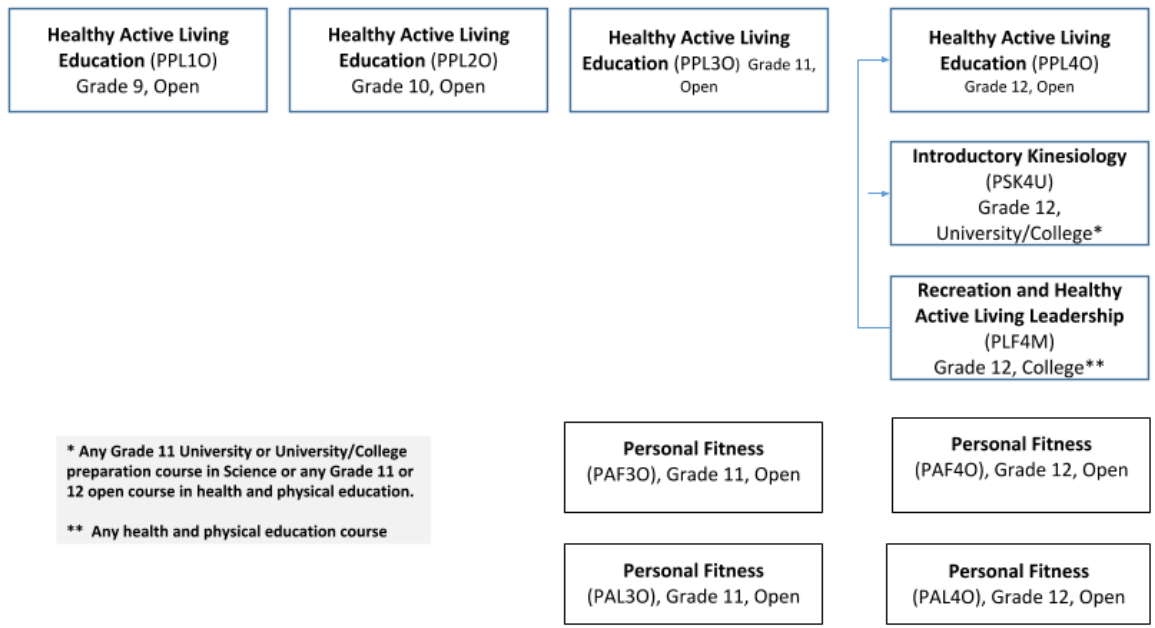 Healthy Active Living
Education (PPL1O)
Grade 9, Open
Healthy Active Living
Education (PPL2O)
Grade 10, Open
Healthy Active Living
Education (PPL3O) Grade 11,
Open
Healthy Active Living
Education (PPL4O)
Grade 12, Open
Introductory Kinesiology
(PSK4U)
Grade 12,
University/College*
Recreation and Healthy
Active Living Leadership
(PLF4M)
Grade 12, College**
* Any Grade 11 University or University/College
preparation course in Science or any Grade 11 or
12 open course in health and physical education.
** Any health and physical education course
Personal Fitness
(PAF3O), Grade 11, Open
Personal Fitness
(PAF4O), Grade 12, Open
Personal Fitness
(PAL3O), Grade 11, Open
Personal Fitness
(PAL4O), Grade 12, Open